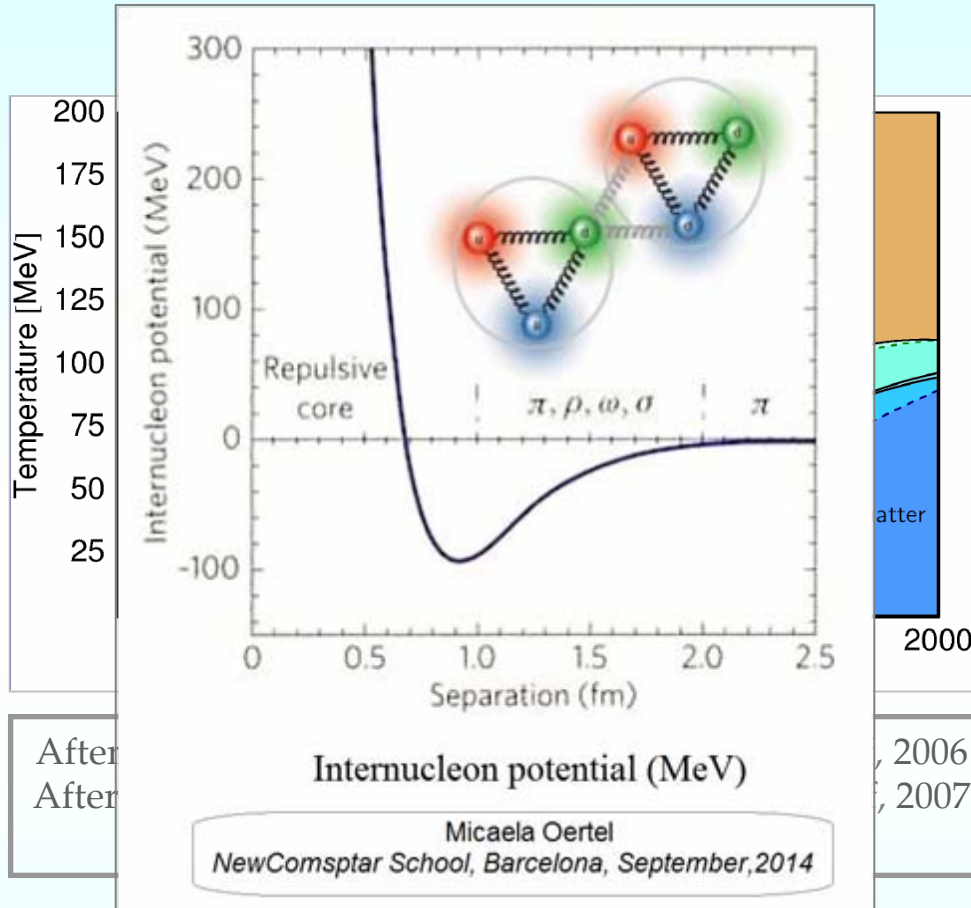 300
200
100
0
-100
Internucleon potential (MeV)
Repulsive
core
π, ρ, ω, σ
π
u
d
u
u
d
d
0
0.5
1.0
1.5
2.0
2.5
Separation (fm)
200
175
150
125
100
75
50
25
Temperature [MeV]
atter
2000
After
, 2006
After
f, 2007
Internucleon potential (MeV)
Micaela Oertel
NewComsptar School, Barcelona, September,2014